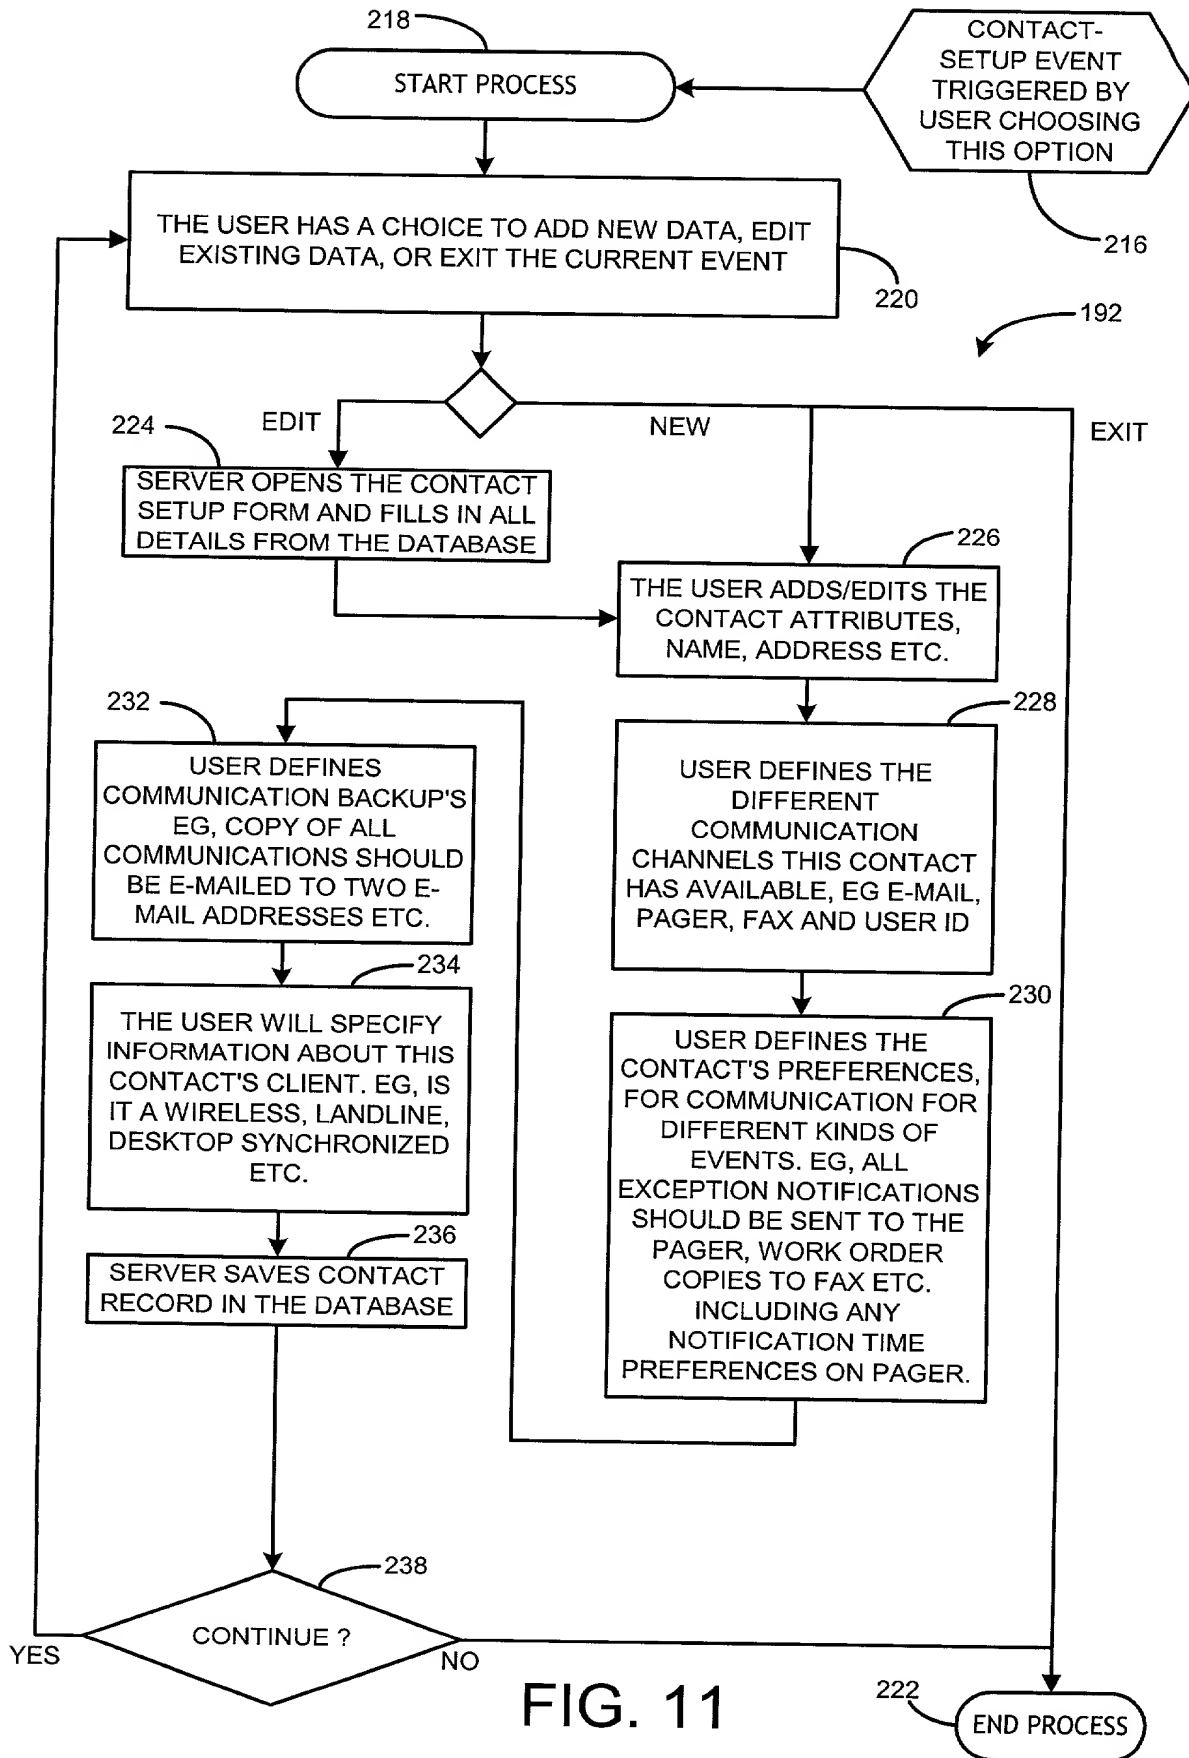 218
START PROCESS
CONTACT-
SETUP EVENT
TRIGGERED BY
USER CHOOSING
THIS OPTION
216
THE USER HAS A CHOICE TO ADD NEW DATA, EDIT
EXISTING DATA, OR EXIT THE CURRENT EVENT
220
192
EDIT
NEW
EXIT
224
SERVER OPENS THE CONTACT
SETUP FORM AND FILLS IN ALL
DETAILS FROM THE DATABASE
226
THE USER ADDS/EDITS THE
CONTACT ATTRIBUTES,
NAME, ADDRESS ETC.
228
USER DEFINES THE
DIFFERENT
COMMUNICATION
CHANNELS THIS CONTACT
HAS AVAILABLE, EG E-MAIL,
PAGER, FAX AND USER ID
230
USER DEFINES THE
CONTACT'S PREFERENCES,
FOR COMMUNICATION FOR
DIFFERENT KINDS OF
EVENTS. EG, ALL
EXCEPTION NOTIFICATIONS
SHOULD BE SENT TO THE
PAGER, WORK ORDER
COPIES TO FAX ETC.
INCLUDING ANY
NOTIFICATION TIME
PREFERENCES ON PAGER.
232
USER DEFINES
COMMUNICATION BACKUP'S
EG, COPY OF ALL
COMMUNICATIONS SHOULD
BE E-MAILED TO TWO E-
MAIL ADDRESSES ETC.
234
THE USER WILL SPECIFY
INFORMATION ABOUT THIS
CONTACT'S CLIENT. EG, IS
IT A WIRELESS, LANDLINE,
DESKTOP SYNCHRONIZED
ETC.
236
SERVER SAVES CONTACT
RECORD IN THE DATABASE
238
CONTINUE ?
YES
NO
222
END PROCESS
FIG. 11